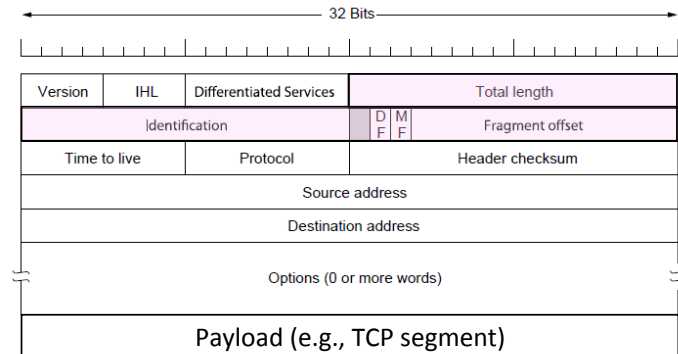 32 Bits
Version IHL Differentiated Services Total length
Identification D F M F Fragment offset
Time to live Protocol Header checksum
Source address
Destination address
Options (0 or more words)
Payload (e.g., TCP segment)